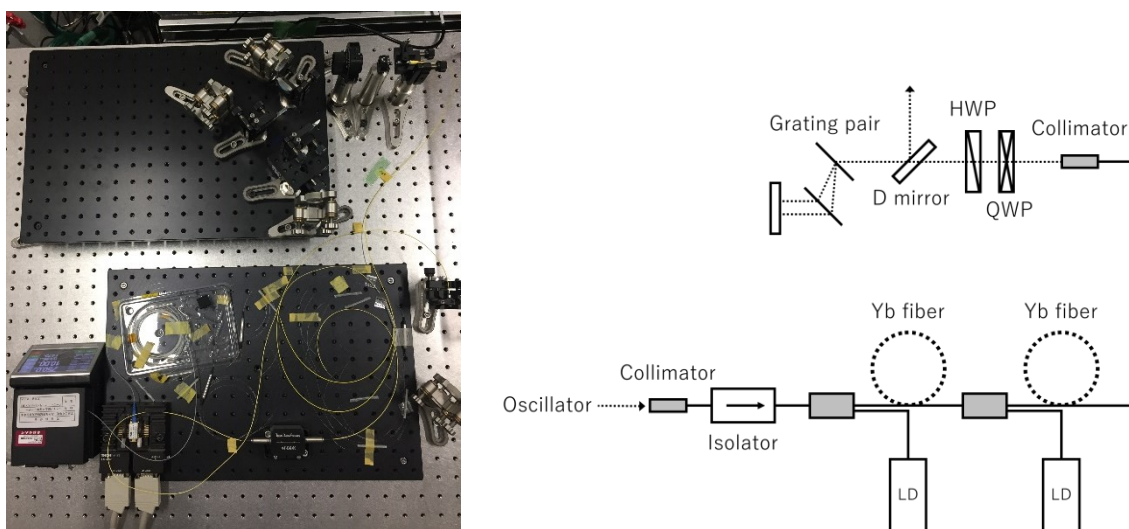 HWP
Grating pair
Collimator
D mirror
QWP
Yb fiber
Yb fiber
Collimator
Oscillator
Isolator
LD
LD